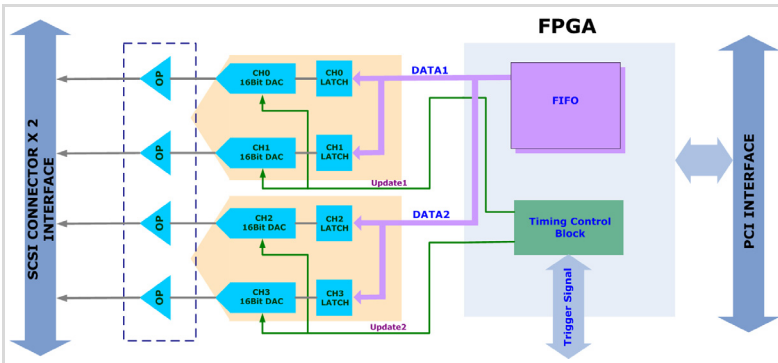 FPGA
SCSI CONNECTOR X 2
INTERFACE
OP
CH0
16Bit DAC
CH0
LATCH
DATA1
FIFO
OP
CH1
16Bit DAC
CH1
LATCH
Update1
OP
CH2
16Bit DAC
CH2
LATCH
DATA2
Timing Control
Block
OP
CH3
16Bit DAC
CH3
LATCH
Update2
Trigger Signal
PCI INTERFACE